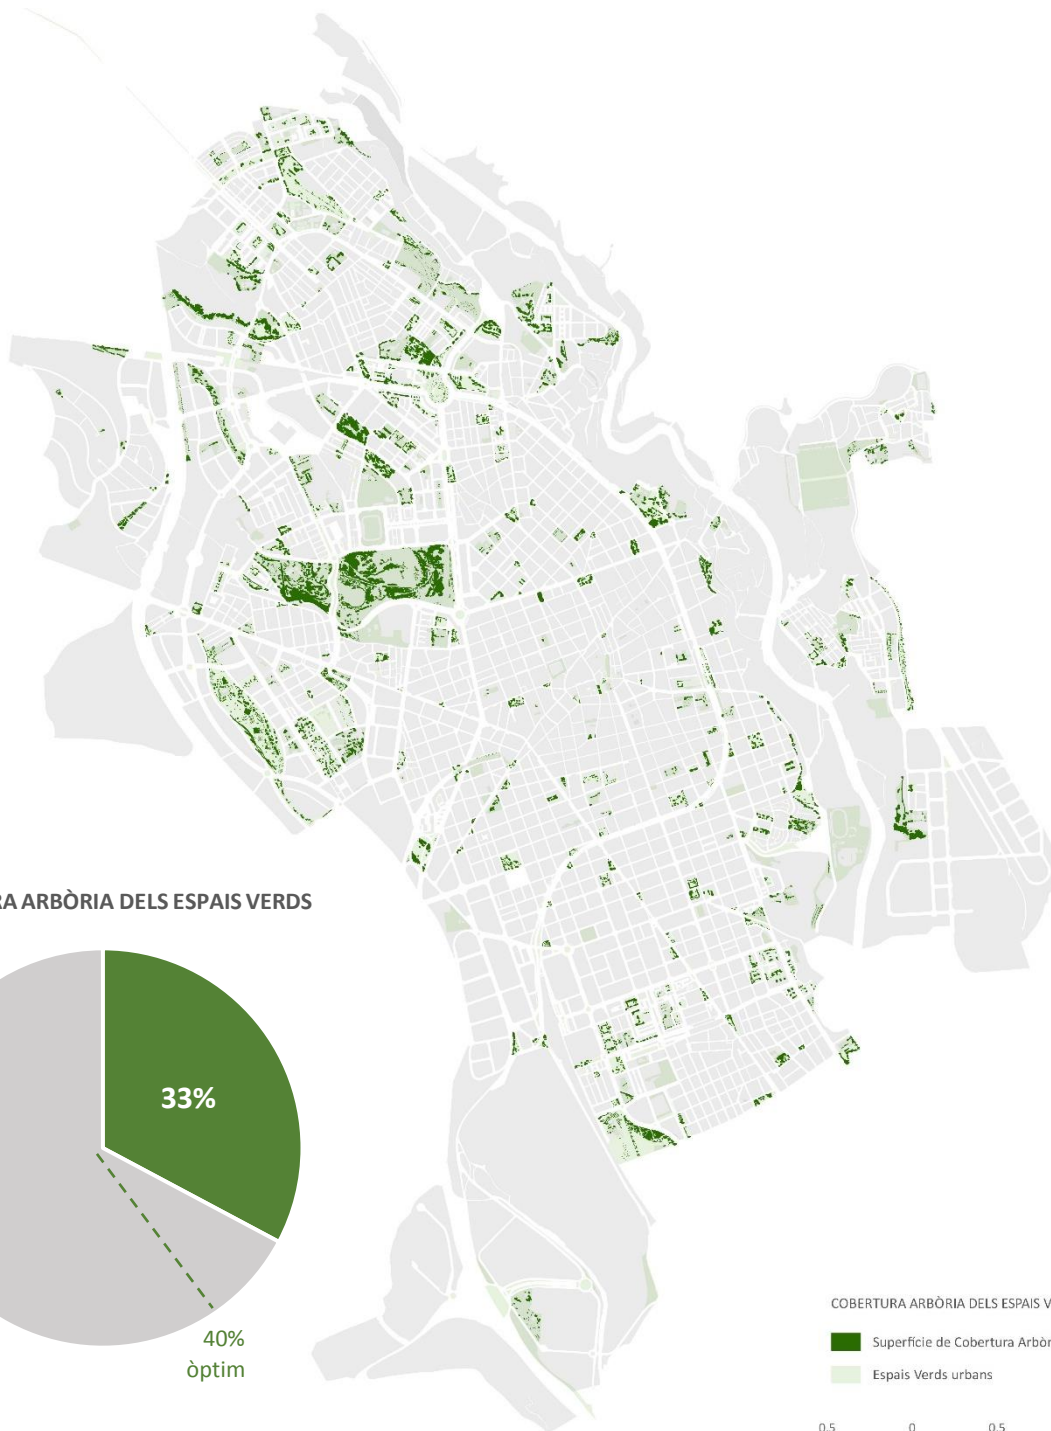 RA ARBÒRIA DELS ESPAIS VERDS
33%
40%
òptim
COBERTURA ARBÒRIA DELS ESPAIS V
Superfície de Cobertura Arbòr
Espais Verds urbans
0.5 0 0.5